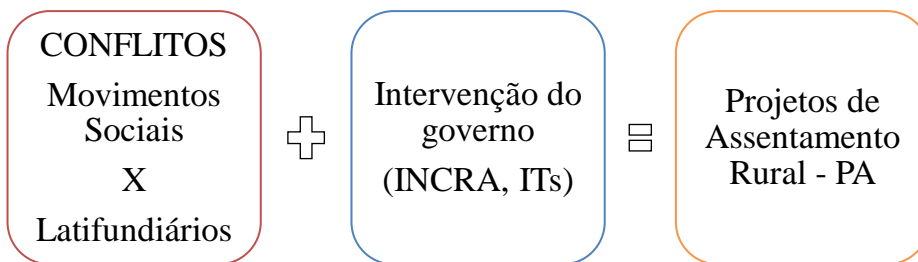 CONFLITOS
Movimentos
Sociais
X
Latifundiários
Intervenção do
governo
(INCRA, ITs)
Projetos de
Assentamento
Rural - PA